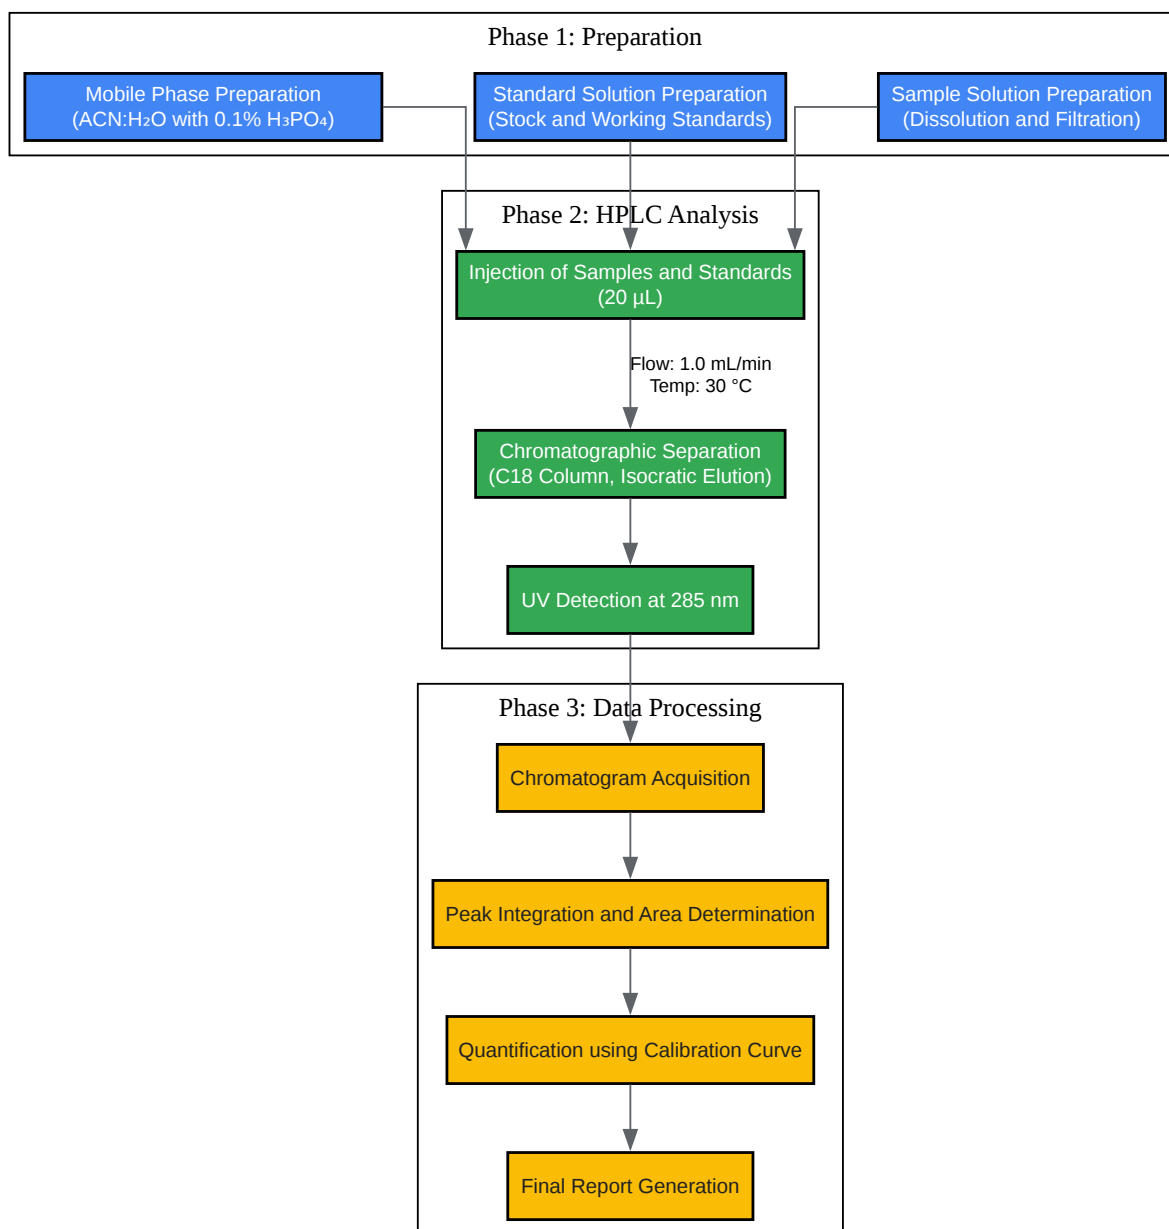 Phase 1: Preparation
Mobile Phase Preparation
(ACN:H₂O with 0.1% H₃PO₄)
Standard Solution Preparation
(Stock and Working Standards)
Sample Solution Preparation
(Dissolution and Filtration)
Phase 2: HPLC Analysis
Injection of Samples and Standards
(20 µL)
Flow: 1.0 mL/min
Temp: 30 °C
Chromatographic Separation
(C18 Column, Isocratic Elution)
UV Detection at 285 nm
Phase 3: Data Processing
Chromatogram Acquisition
Peak Integration and Area Determination
Quantification using Calibration Curve
Final Report Generation